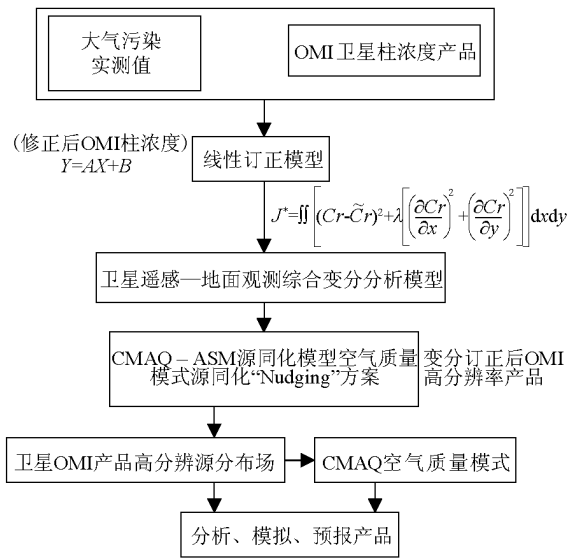 大气污染
实测值
OMI卫星柱浓度产品
(修正后OMI柱浓度)
Y=AX+B
线性订正模型
J*=∬[(Cr-C̃r)²+λ[(∂Cr/∂x)²+(∂Cr/∂y)²]]dxdy
卫星遥感—地面观测综合变分分析模型
CMAQ–ASM源同化模型空气质量
模式源同化“Nudging”方案
变分订正后OMI
高分辨率产品
卫星OMI产品高分辨源分布场
CMAQ空气质量模式
分析、模拟、预报产品